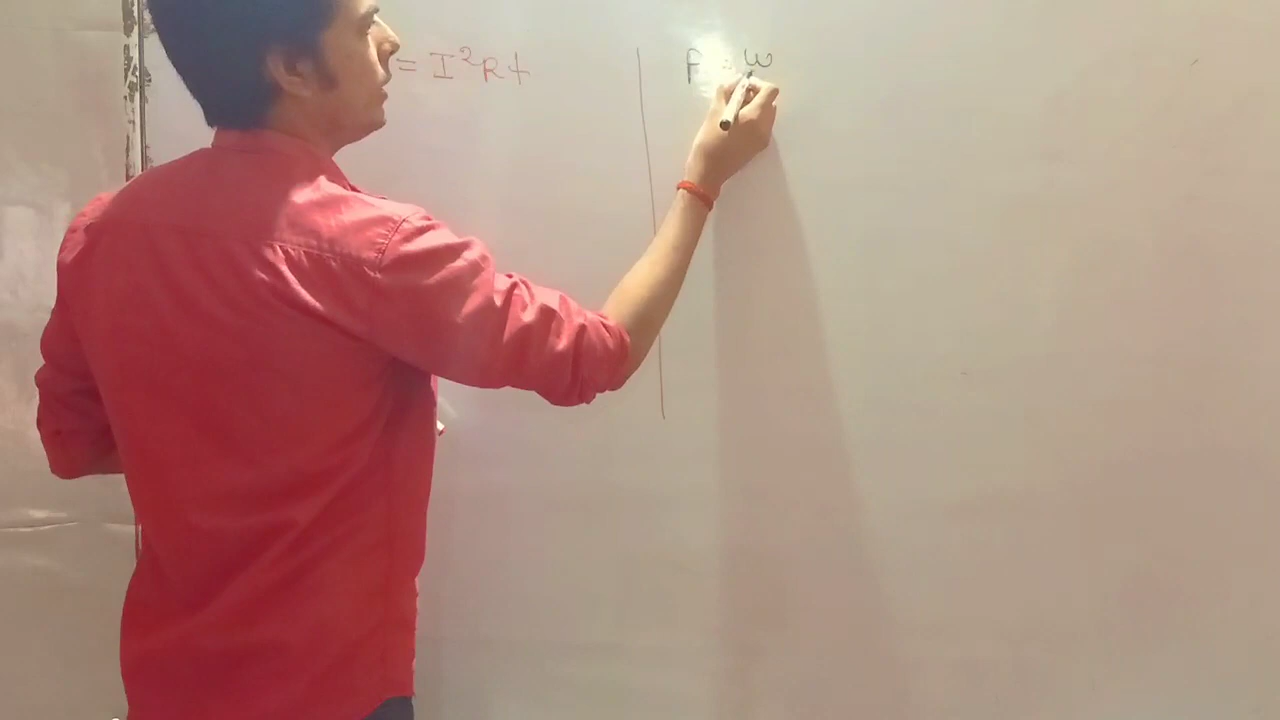 = I²Rt
P = w